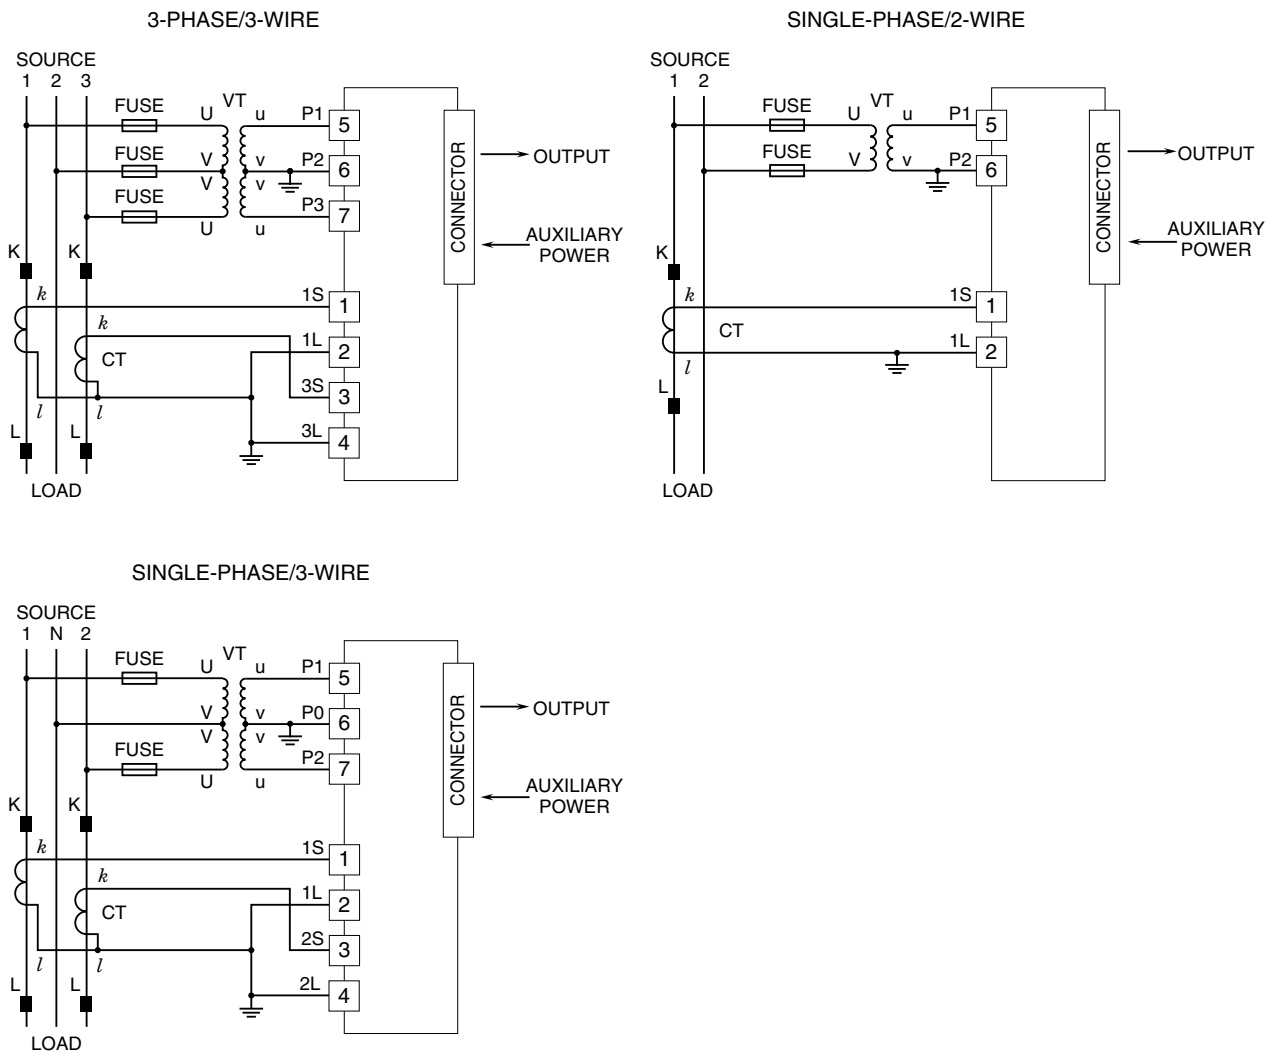 3-PHASE/3-WIRE
SOURCE
1 2 3
FUSE U VT u P1 5
FUSE V v P2 6
V v
FUSE P3 7
U u
CONNECTOR
OUTPUT
AUXILIARY
POWER
K K
k 1S 1
k 1L 2
CT 3S 3
l l
L L 3L 4
LOAD
SINGLE-PHASE/2-WIRE
SOURCE
1 2
FUSE U VT u P1 5
FUSE V v P2 6
CONNECTOR
OUTPUT
AUXILIARY
POWER
K
k 1S 1
CT 1L 2
l
L
LOAD
SINGLE-PHASE/3-WIRE
SOURCE
1 N 2
FUSE U VT u P1 5
V v P0 6
V v
FUSE P2 7
U u
CONNECTOR
OUTPUT
AUXILIARY
POWER
K K
k 1S 1
k 1L 2
CT 2S 3
l l
L L 2L 4
LOAD